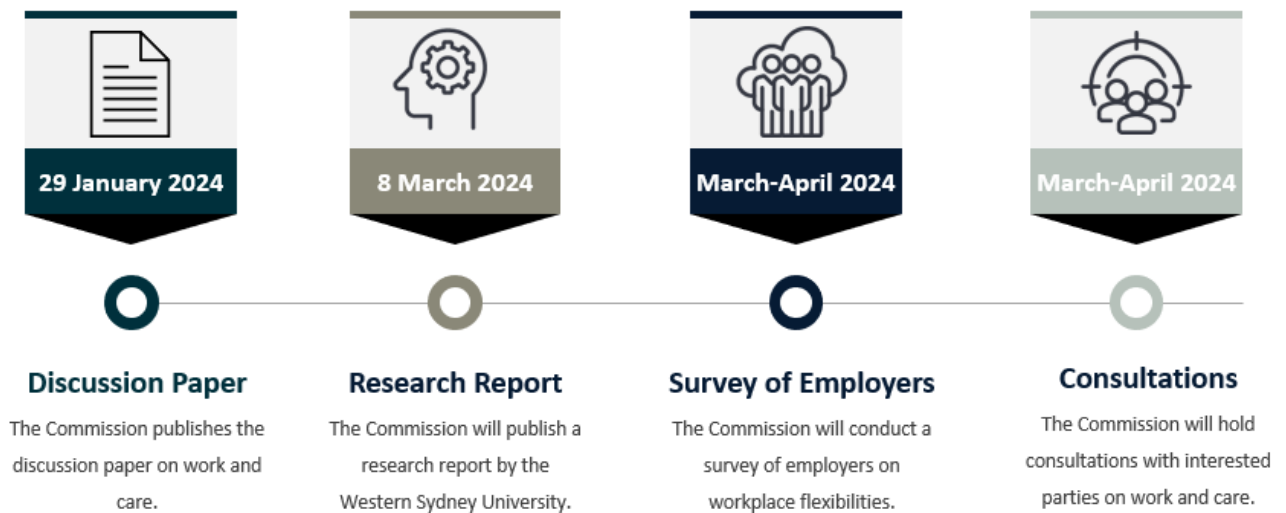 29 January 2024
8 March 2024
March-April 2024
March-April 2024
Discussion Paper
The Commission publishes the
discussion paper on work and
care.
Research Report
The Commission will publish a
research report by the
Western Sydney University.
Survey of Employers
The Commission will conduct a
survey of employers on
workplace flexibilities.
Consultations
The Commission will hold
consultations with interested
parties on work and care.